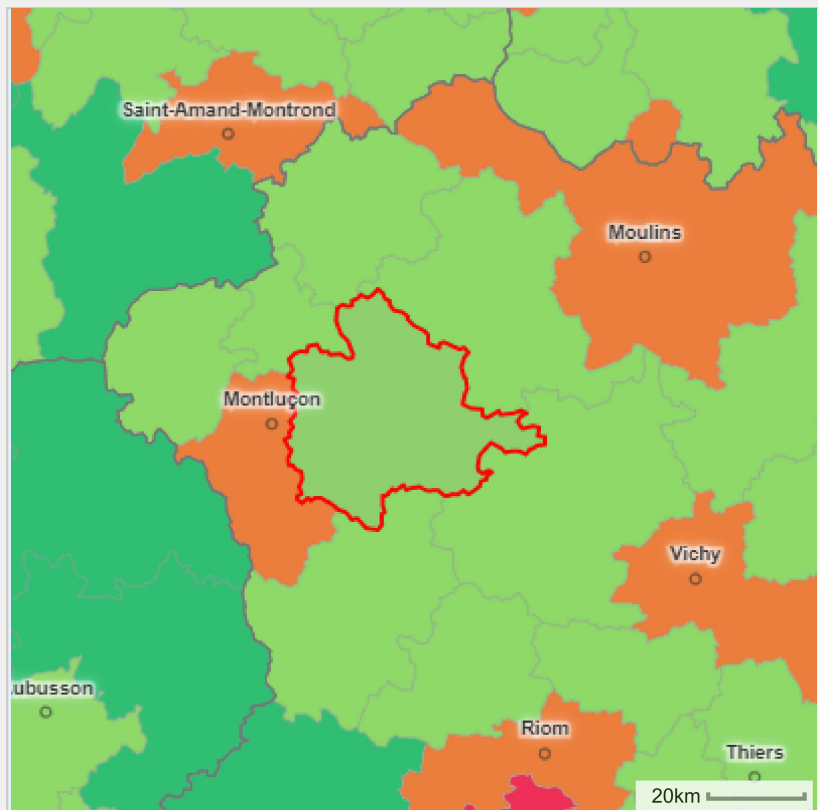 Saint-Amand-Montrond
Moulins
Montluçon
Vichy
ubusson
Riom
Thiers
20km